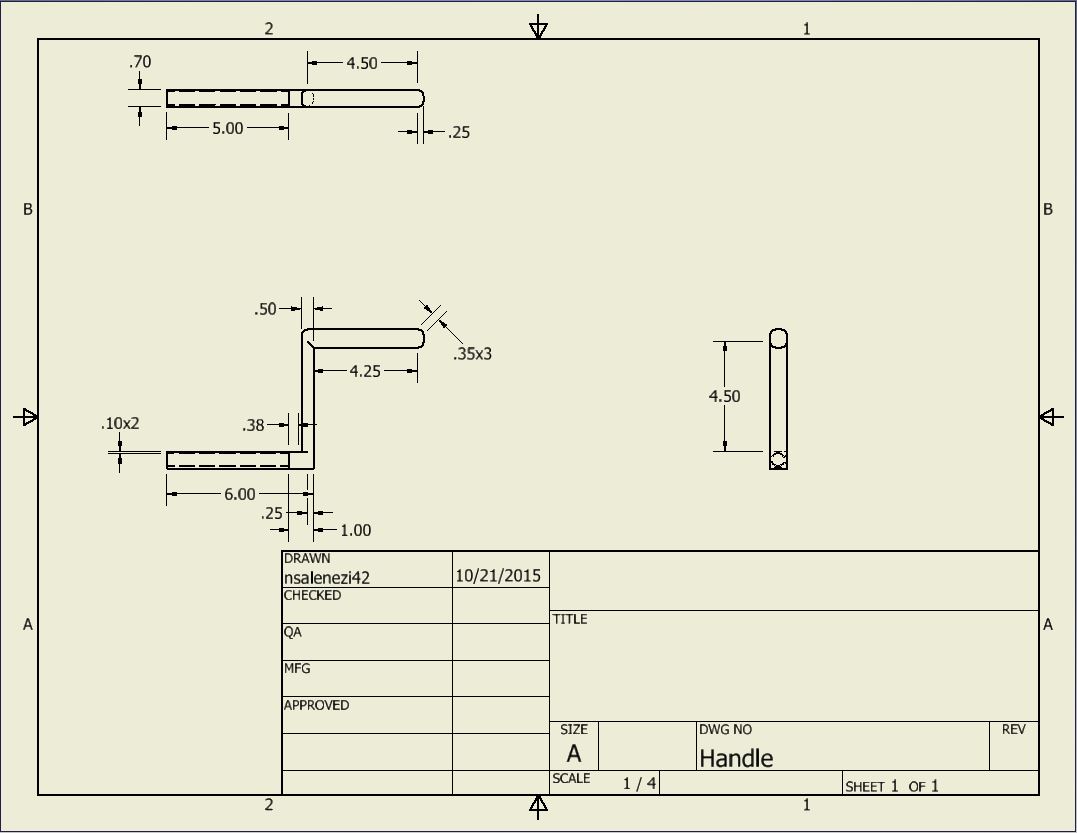 2
1
.70
4.50
5.00
.25
B
B
.50
.35x3
4.25
4.50
.10x2
.38
6.00
.25
1.00
DRAWN
nsalenezi42
10/21/2015
CHECKED
TITLE
A
A
QA
MFG
APPROVED
SIZE
DWG NO
REV
A
Handle
SCALE
1 / 4
SHEET 1 OF 1
2
1